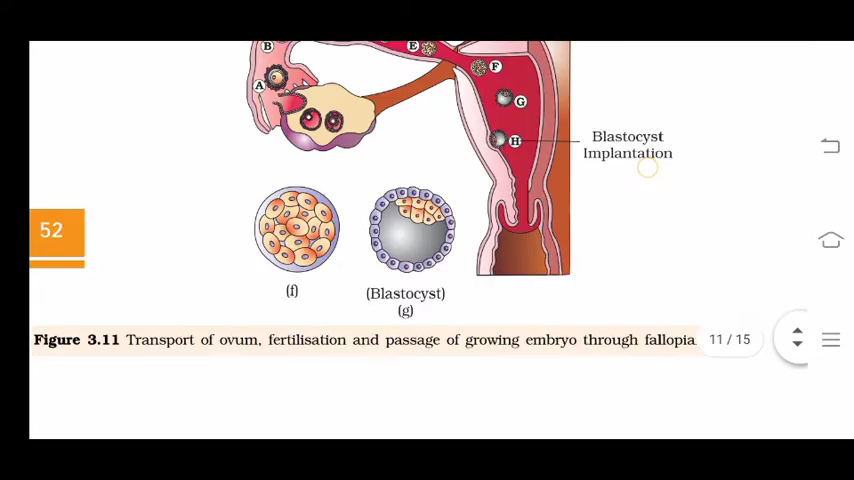 B
E
F
A
G
H
Blastocyst
Implantation
52
(f)
(Blastocyst)
(g)
Figure 3.11 Transport of ovum, fertilisation and passage of growing embryo through fallopia
11 / 15